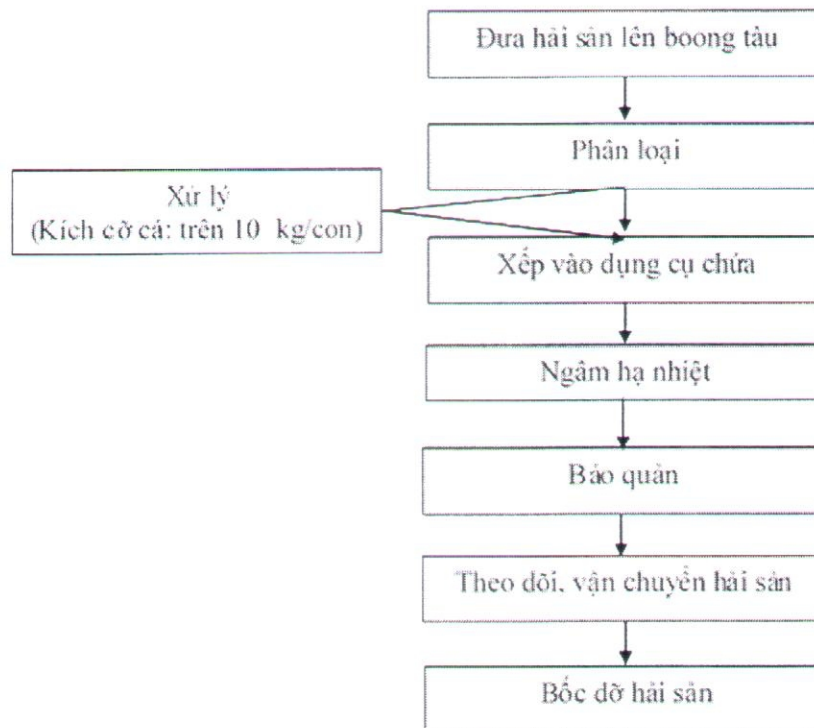 Đưa hải sản lên boong tàu
Phân loại
Xử lý
(Kích cỡ cá: trên 10 kg/con)
Xếp vào dụng cụ chứa
Ngâm hạ nhiệt
Bảo quản
Theo dõi, vận chuyển hải sản
Bốc dỡ hải sản